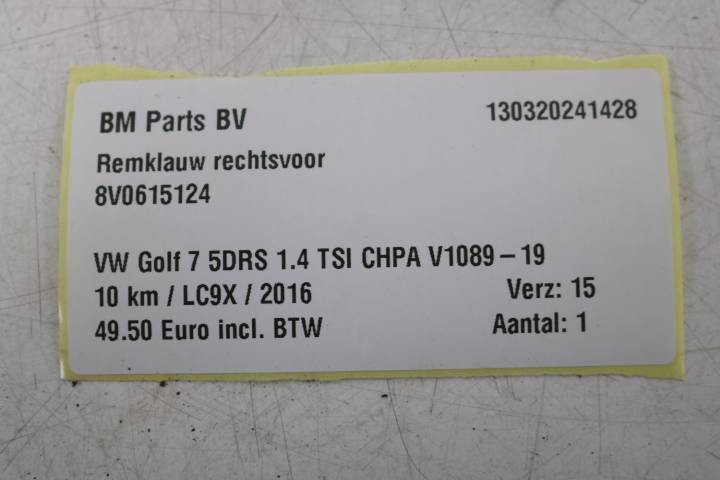 BM Parts BV 130320241428
Remklauw rechtsvoor
8V0615124
VW Golf 7 5DRS 1.4 TSI CHPA V1089 – 19
10 km / LC9X / 2016 Verz: 15
49.50 Euro incl. BTW Aantal: 1